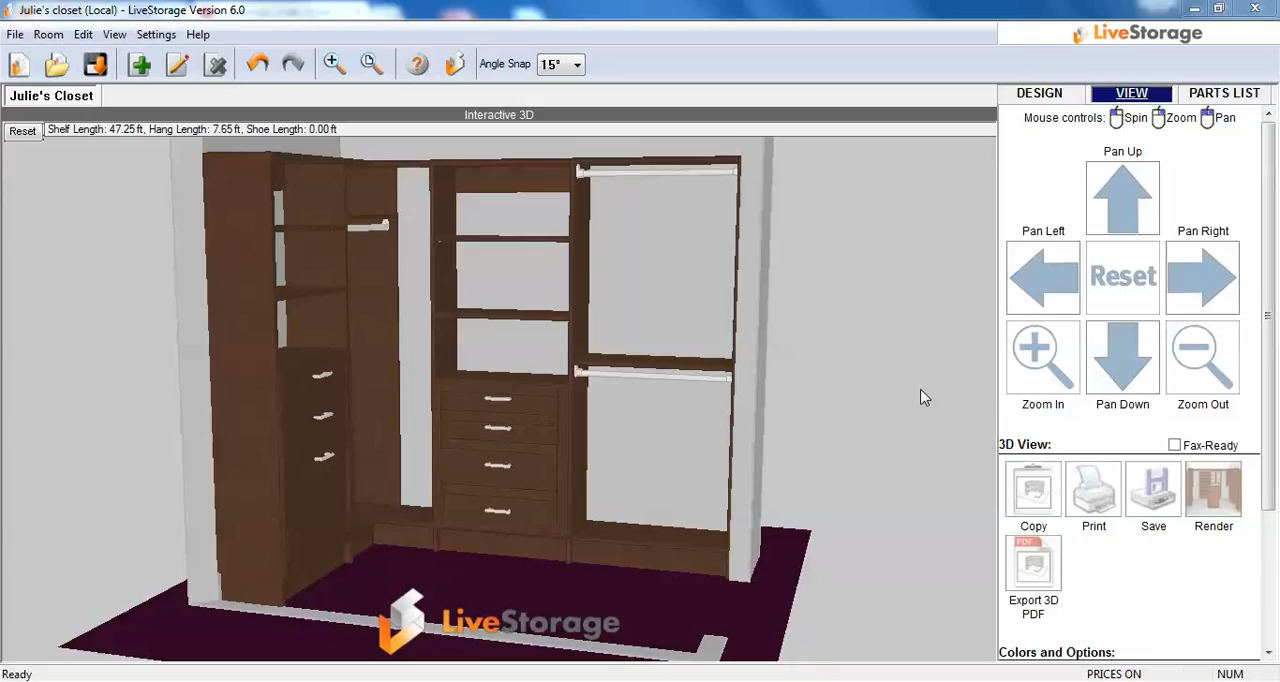 Julie's closet (Local) - LiveStorage Version 6.0
File Room Edit View Settings Help
LiveStorage
Angle Snap 15°
Julie's Closet
DESIGN VIEW PARTS LIST
Interactive 3D
Reset Shelf Length: 47.25 ft, Hang Length: 7.65 ft, Shoe Length: 0.00 ft
Mouse controls: Spin Zoom Pan
Pan Up
Pan Left Pan Right
Reset
Zoom In Pan Down Zoom Out
3D View: Fax-Ready
Copy Print Save Render
PDF
Export 3D
PDF
LiveStorage
Colors and Options:
Ready PRICES ON NUM